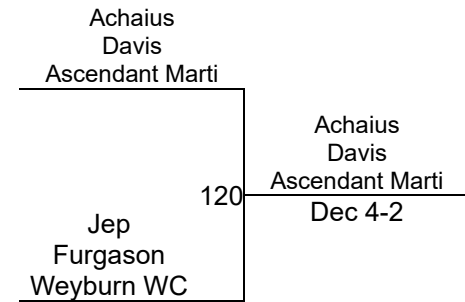 Achaius
Davis
Ascendant Marti
120
Jep
Furgason
Weyburn WC
Achaius
Davis
Ascendant Marti
Dec 4-2